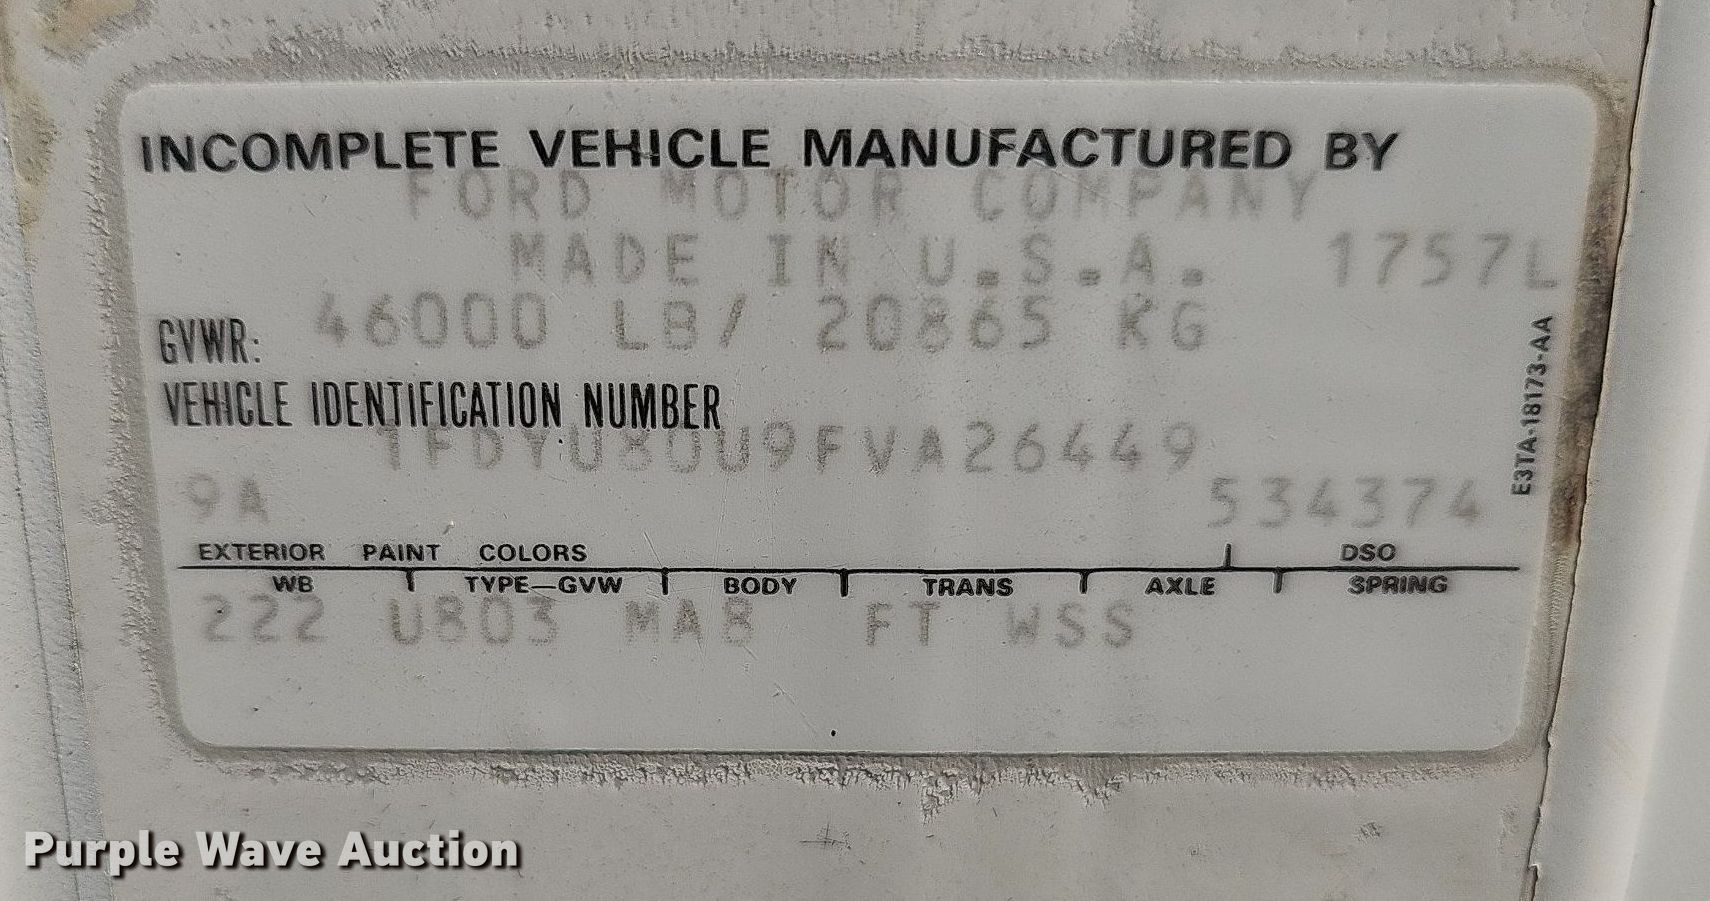 INCOMPLETE VEHICLE MANUFACTURED BY
FORD MOTOR COMPANY
MADE IN U.S.A. 1757L
GVWR: 46000 LB/ 20865 KG
VEHICLE IDENTIFICATION NUMBER
1FDYU80U9FVA26449
9A 534374
EXTERIOR PAINT COLORS DSO
WB TYPE-GVW BODY TRANS AXLE SPRING
222 U803 MA8 FT WSS
E3TA-18173-AA
Purple Wave Auction